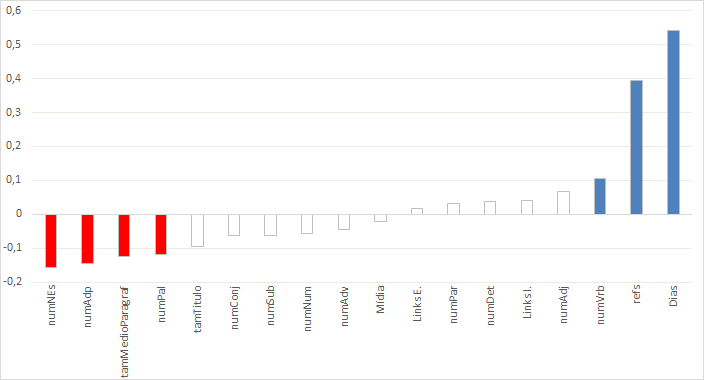 0,6
0,5
0,4
0,3
0,2
0,1
0
-0,1
-0,2
numNEs
numAdp
tamMedioParagraf
numPal
tamTitulo
numConj
numSub
numNum
numAdv
Midia
Links E.
numPar
numDet
Links I.
numAdj
numVrb
refs
Dias